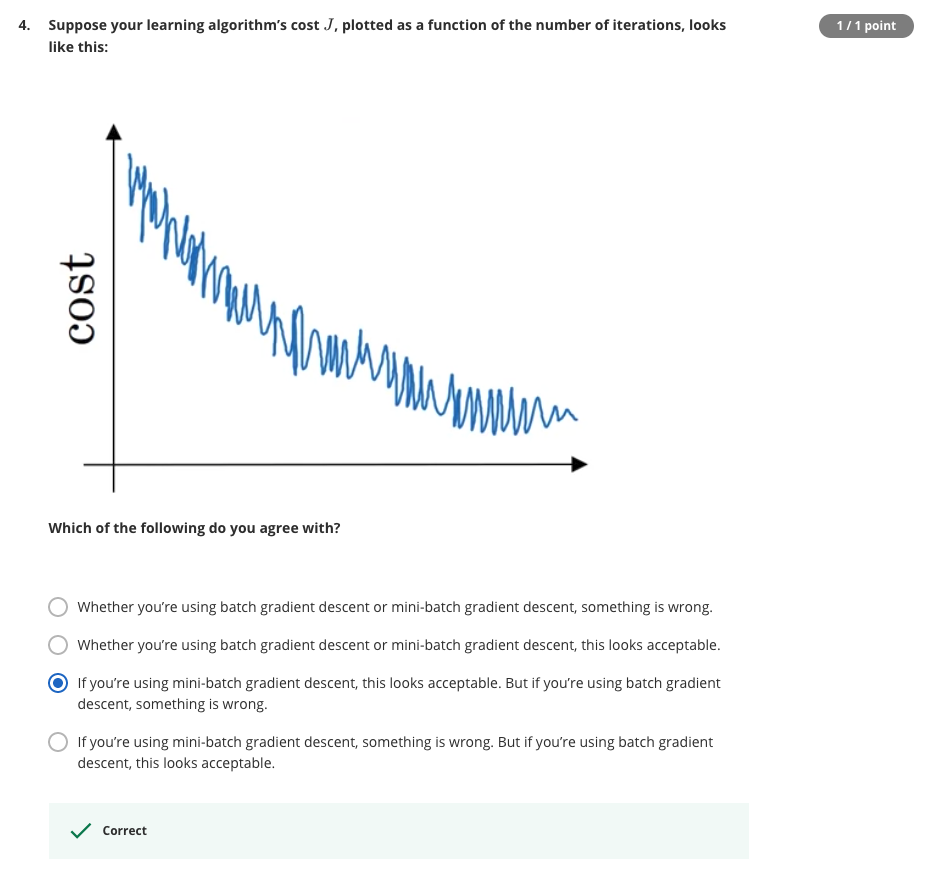 4. Suppose your learning algorithm’s cost J, plotted as a function of the number of iterations, looks
like this:
1 / 1 point
cost
Which of the following do you agree with?
Whether you’re using batch gradient descent or mini-batch gradient descent, something is wrong.
Whether you’re using batch gradient descent or mini-batch gradient descent, this looks acceptable.
If you’re using mini-batch gradient descent, this looks acceptable. But if you’re using batch gradient
descent, something is wrong.
If you’re using mini-batch gradient descent, something is wrong. But if you’re using batch gradient
descent, this looks acceptable.
Correct